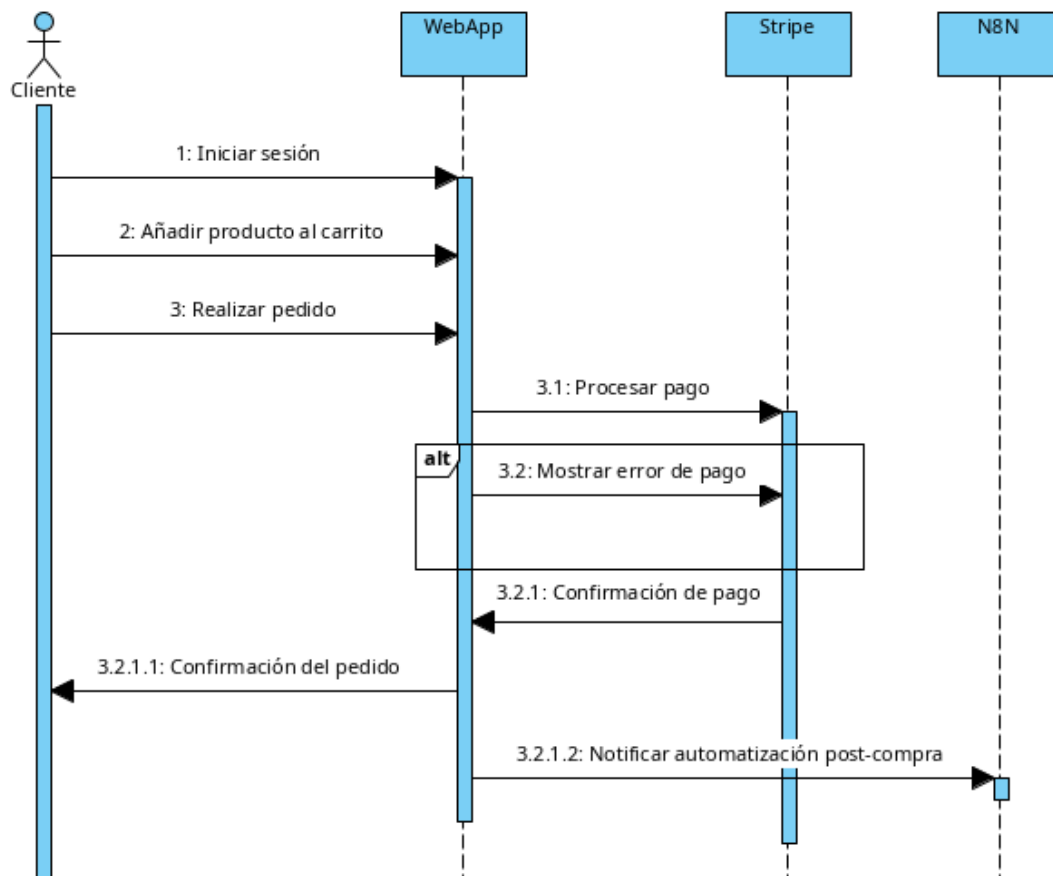 WebApp
Stripe
N8N
Cliente
1: Iniciar sesión
2: Añadir producto al carrito
3: Realizar pedido
3.1: Procesar pago
alt
3.2: Mostrar error de pago
3.2.1: Confirmación de pago
3.2.1.1: Confirmación del pedido
3.2.1.2: Notificar automatización post-compra